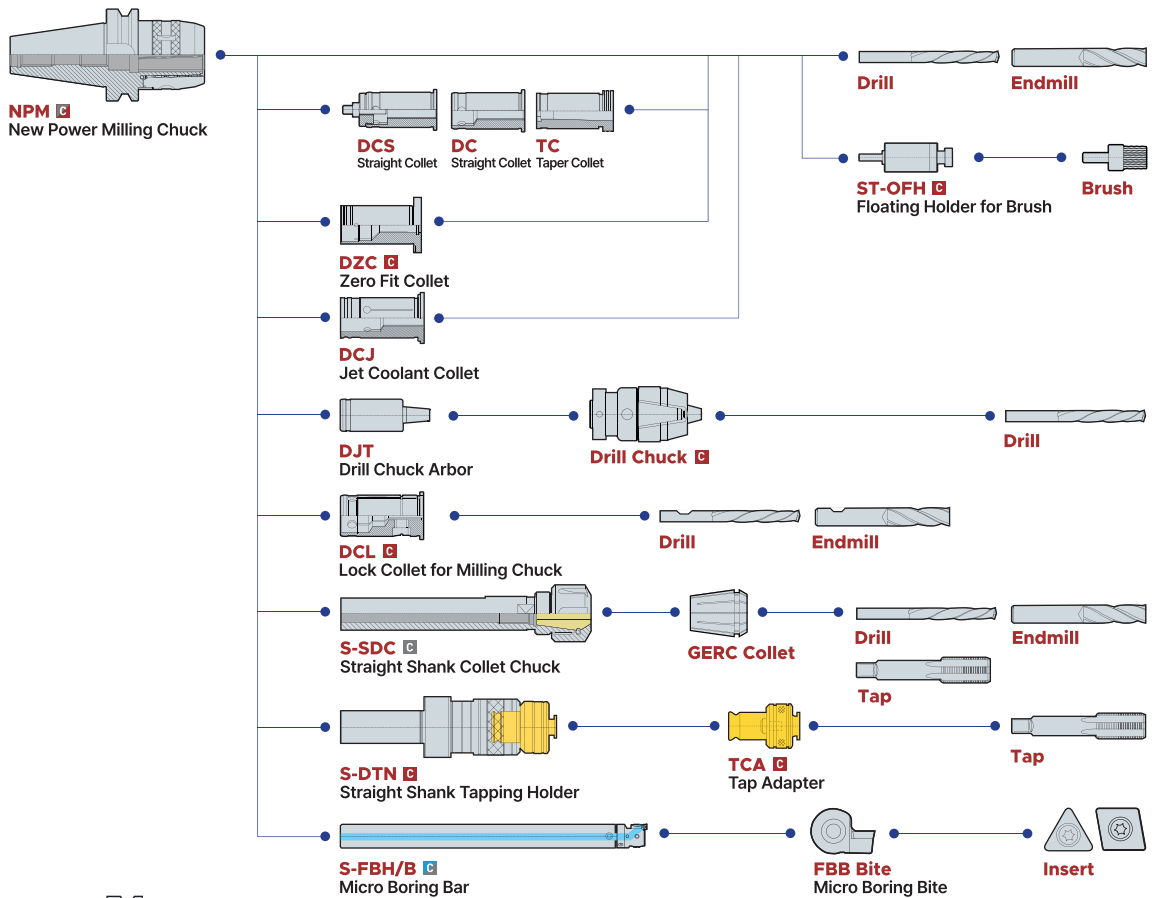 NPM C
New Power Milling Chuck
Drill
Endmill
DCS
Straight Collet
DC
Straight Collet
TC
Taper Collet
ST-OFH C
Floating Holder for Brush
Brush
DZC C
Zero Fit Collet
DCJ
Jet Coolant Collet
DJT
Drill Chuck Arbor
Drill Chuck C
Drill
DCL C
Lock Collet for Milling Chuck
Drill
Endmill
S-SDC C
Straight Shank Collet Chuck
GERC Collet
Drill
Endmill
Tap
S-DTN C
Straight Shank Tapping Holder
TCA C
Tap Adapter
Tap
S-FBH/B C
Micro Boring Bar
FBB Bite
Micro Boring Bite
Insert